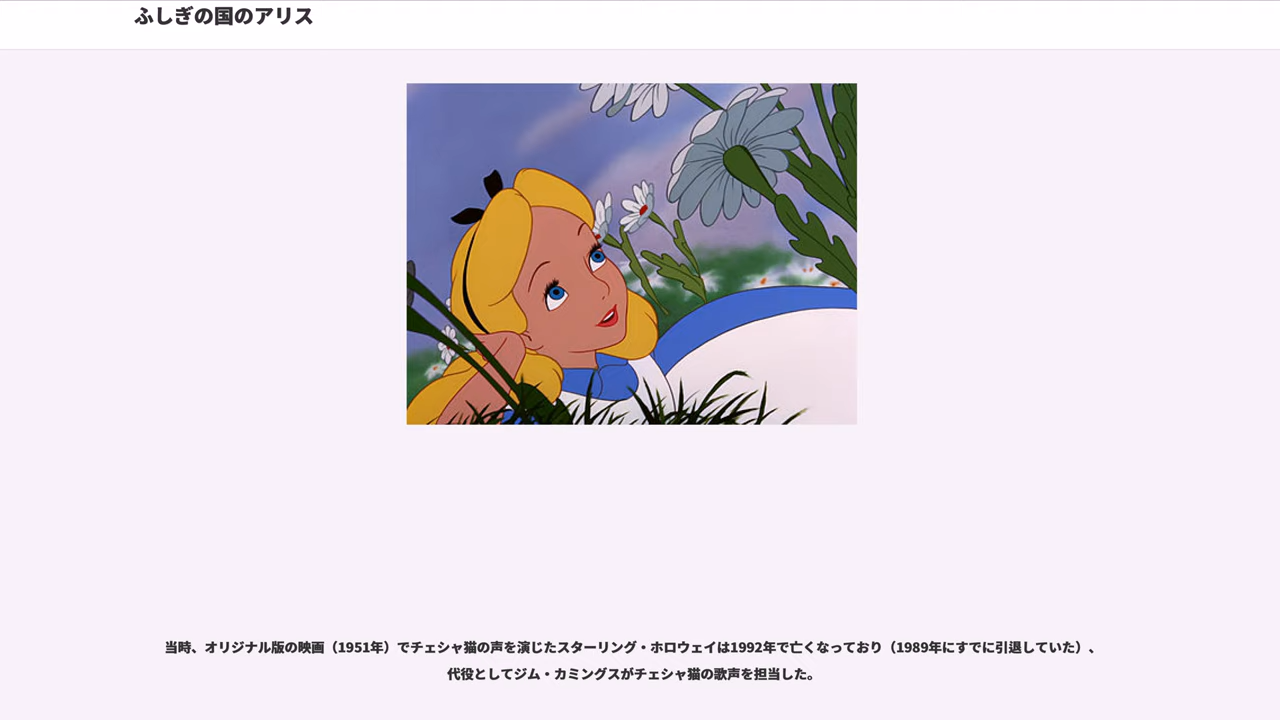 ふしぎの国のアリス
当時、オリジナル版の映画（1951年）でチェシャ猫の声を演じたスターリング・ホロウェイは1992年で亡くなっており（1989年にすでに引退していた）、
代役としてジム・カミングスがチェシャ猫の歌声を担当した。